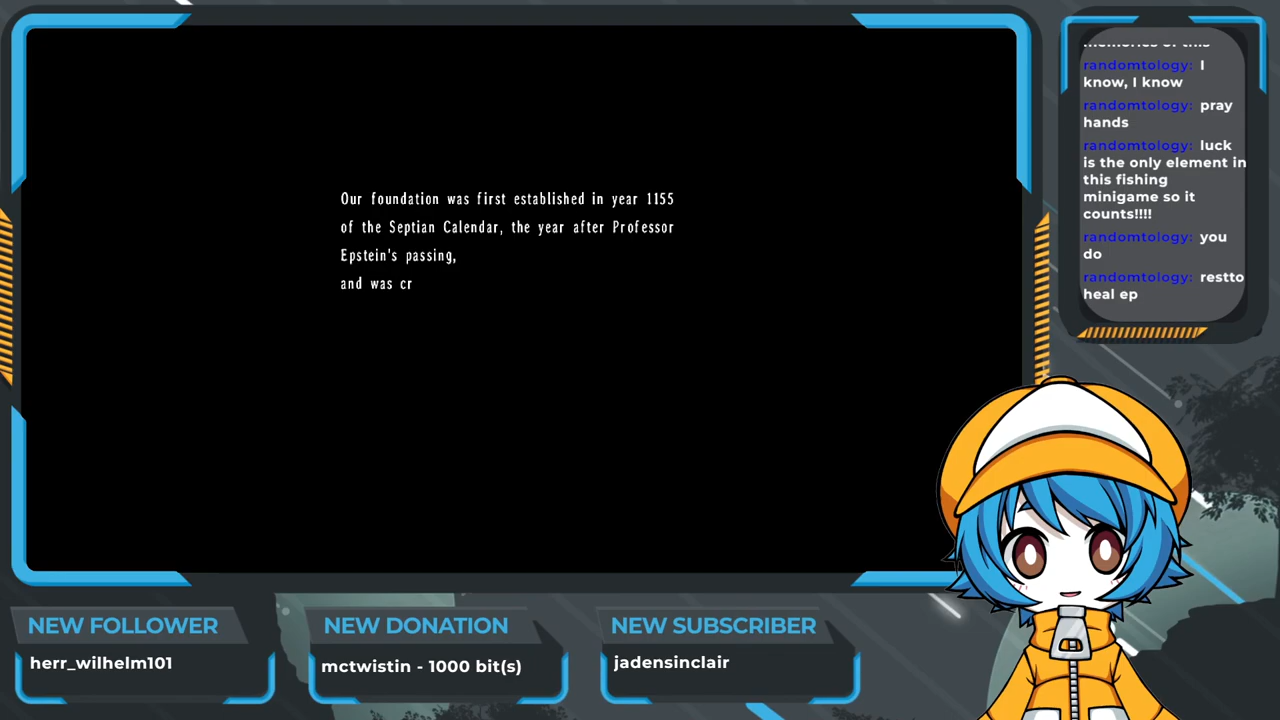 Our foundation was first established in year 1155
of the Septian Calendar, the year after Professor
Epstein's passing,
and was cr
randomtology: I
know, I know
randomtology: pray
hands
randomtology: luck
is the only element in
this fishing
minigame so it
counts!!!!
randomtology: you
do
randomtology: restto
heal ep
NEW FOLLOWER
herr_wilhelm101
NEW DONATION
mctwistin - 1000 bit(s)
NEW SUBSCRIBER
jadensinclair